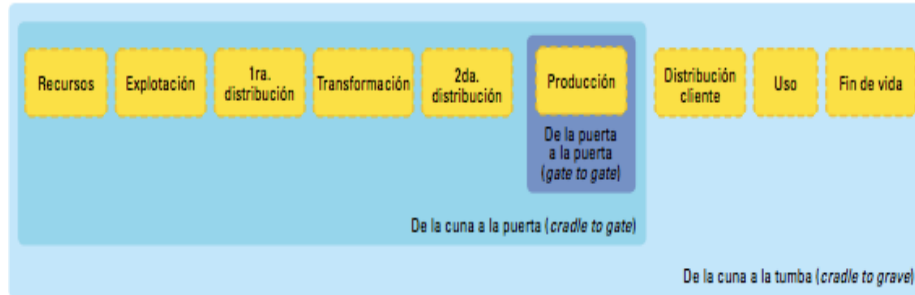 Recursos
Explotación
1ra.
distribución
Transformación
2da.
distribución
Producción
Distribución
cliente
Uso
Fin de vida
De la puerta
a la puerta
(gate to gate)
De la cuna a la puerta (cradle to gate)
De la cuna a la tumba (cradle to grave)